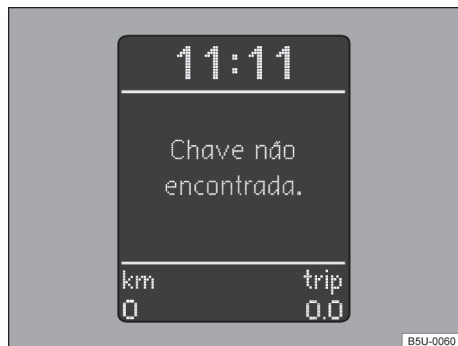 11:11
Chave não
encontrada.
km trip
0 0.0
B5U-0060